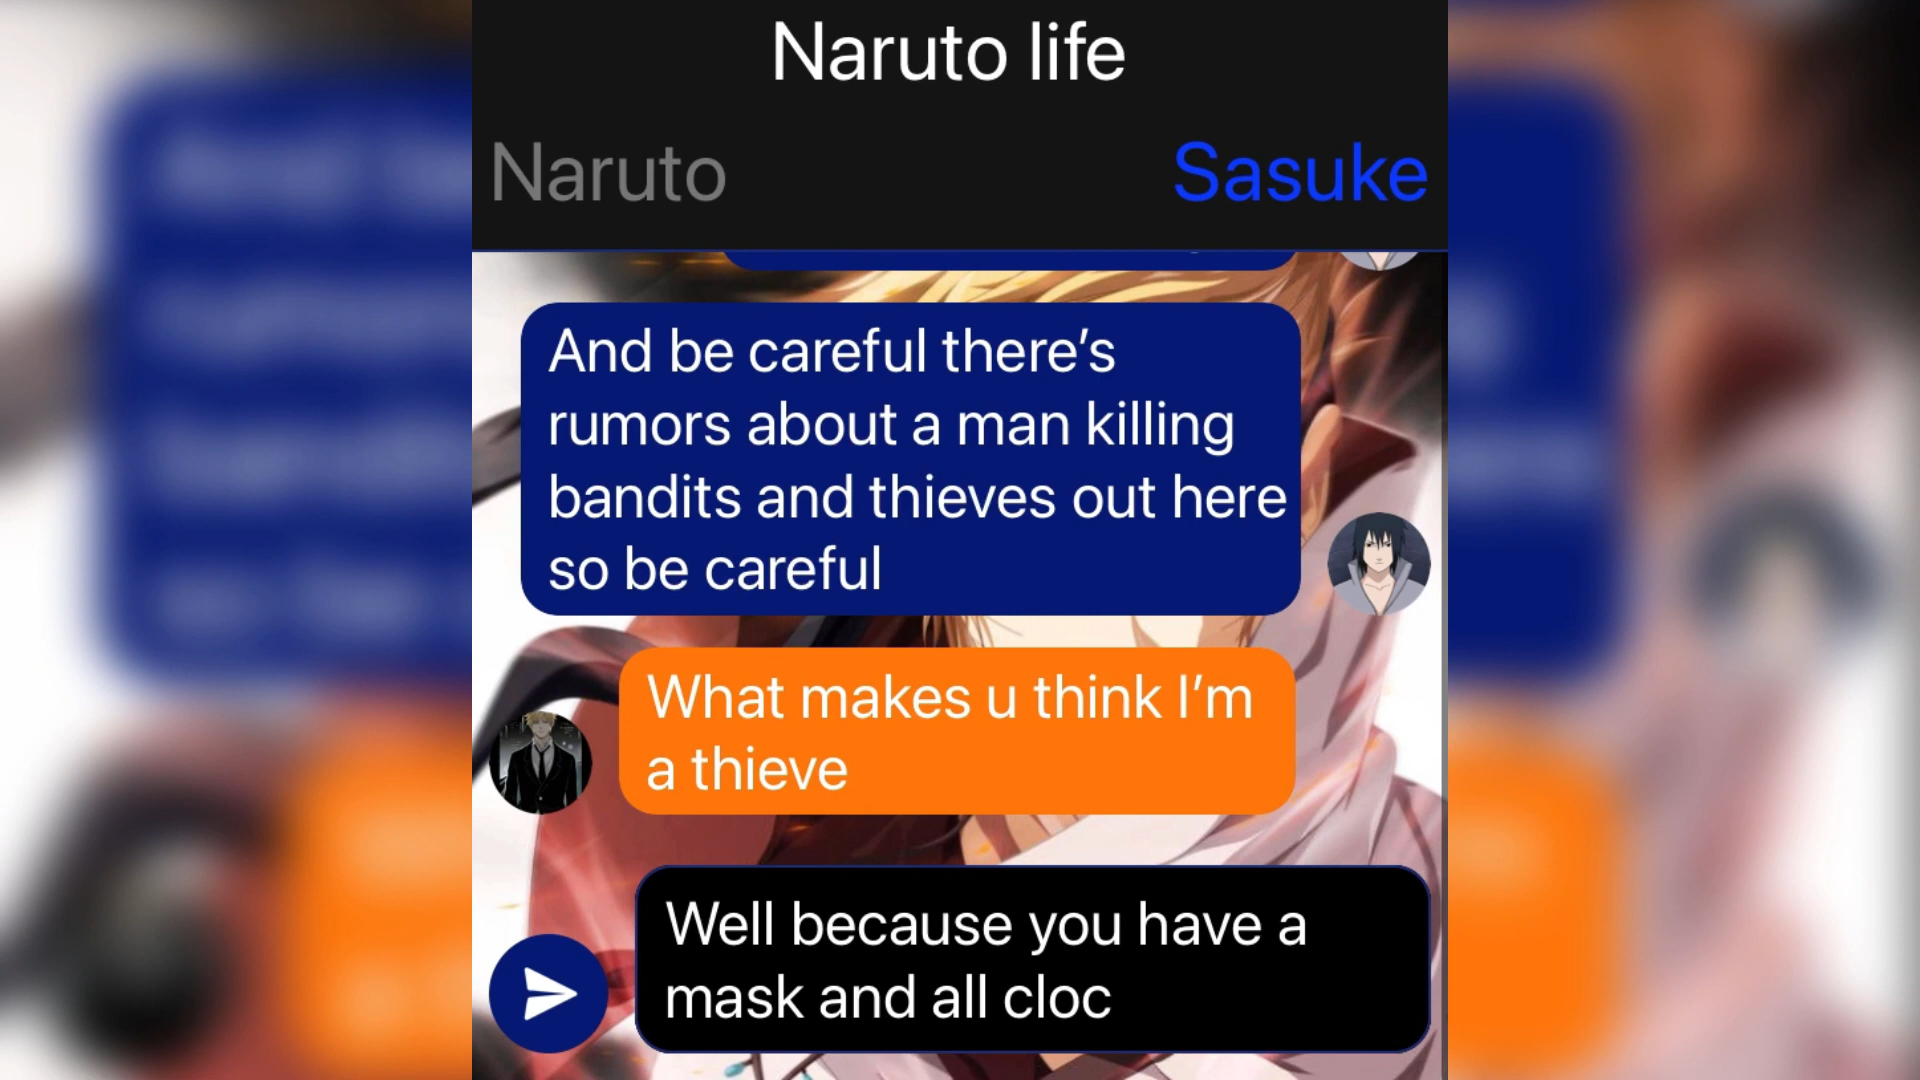 Naruto life
Naruto
Sasuke
And be careful there’s
rumors about a man killing
bandits and thieves out here
so be careful
What makes u think I’m
a thieve
Well because you have a
mask and all cloc